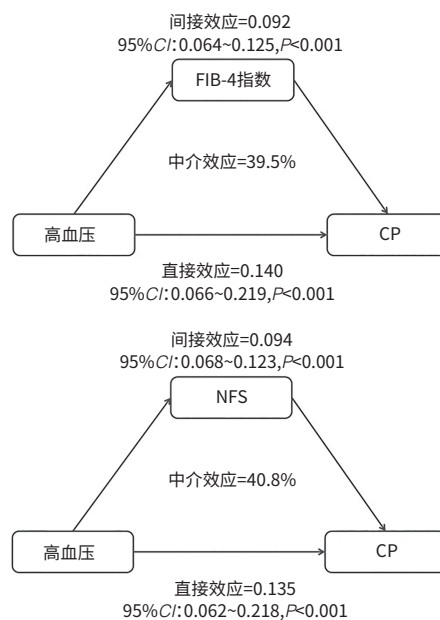 间接效应=0.092
95%CI:0.064~0.125,P<0.001
FIB-4指数
中介效应=39.5%
高血压
CP
直接效应=0.140
95%CI:0.066~0.219,P<0.001
间接效应=0.094
95%CI:0.068~0.123,P<0.001
NFS
中介效应=40.8%
高血压
CP
直接效应=0.135
95%CI:0.062~0.218,P<0.001